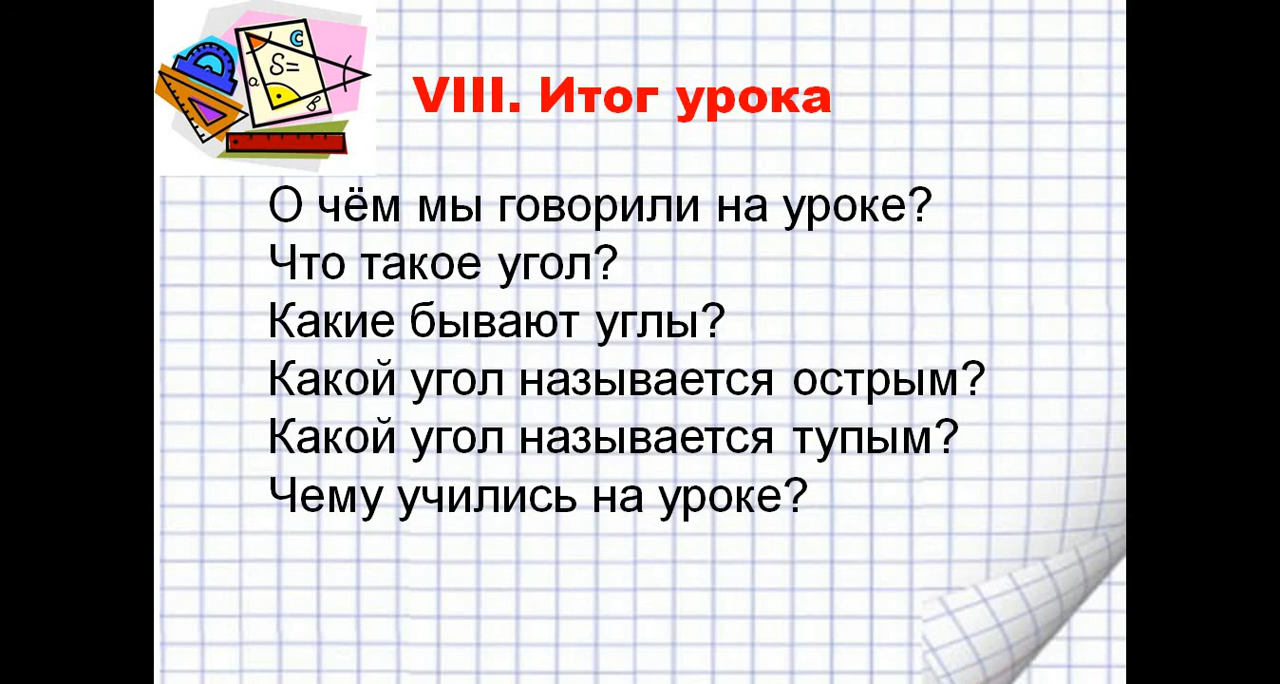 c
S=
a
в
VIII. Итог урока
О чём мы говорили на уроке?
Что такое угол?
Какие бывают углы?
Какой угол называется острым?
Какой угол называется тупым?
Чему учились на уроке?